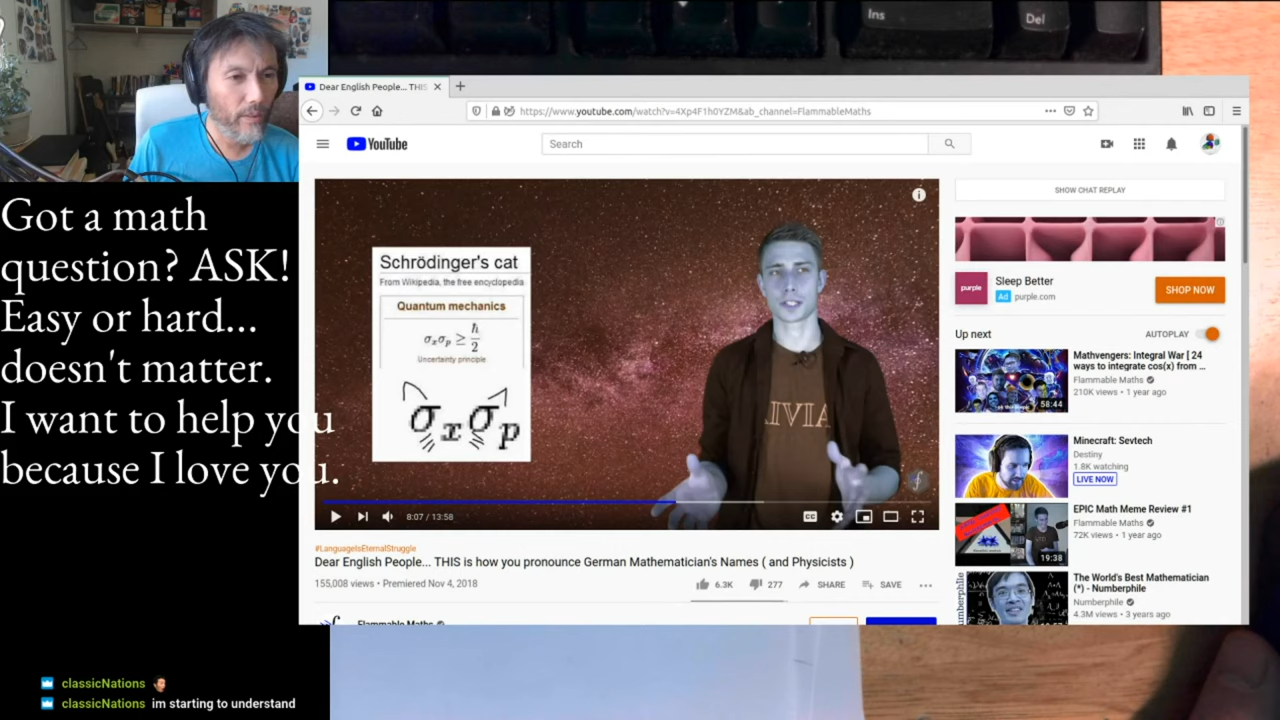 Ins
Del
Dear English People... THIS
https://www.youtube.com/watch?v=4Xp4F1h0YZM&ab_channel=FlammableMaths
YouTube
Search
Got a math
question? ASK!
Easy or hard...
doesn't matter.
I want to help you
because I love you.
Schrödinger's cat
From Wikipedia, the free encyclopedia
Quantum mechanics
σₓσₚ ≥ ħ/2
Uncertainty principle
σₓσₚ
8:07 / 13:58
#LanguageIsEternalStruggle
Dear English People... THIS is how you pronounce German Mathematician's Names ( and Physicists )
155,008 views • Premiered Nov 4, 2018
6.3K
277
SHARE
SAVE
Flammable Maths
SHOW CHAT REPLAY
purple
Sleep Better
Ad purple.com
SHOP NOW
Up next
AUTOPLAY
58:44
Mathvengers: Integral War [ 24
ways to integrate cos(x) from ...
Flammable Maths
210K views • 1 year ago
Minecraft: Sevtech
Destiny
1.8K watching
LIVE NOW
19:38
EPIC Math Meme Review #1
Flammable Maths
72K views • 1 year ago
The World's Best Mathematician
(*) - Numberphile
Numberphile
4.3M views • 3 years ago
classicNations
classicNations im starting to understand